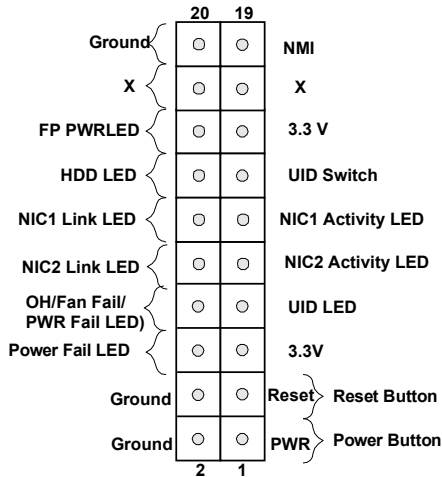 20 19
Ground NMI
X X
FP PWRLED 3.3 V
HDD LED UID Switch
NIC1 Link LED NIC1 Activity LED
NIC2 Link LED NIC2 Activity LED
OH/Fan Fail/
PWR Fail LED) UID LED
Power Fail LED 3.3V
Ground Reset Reset Button
Ground PWR Power Button
2 1